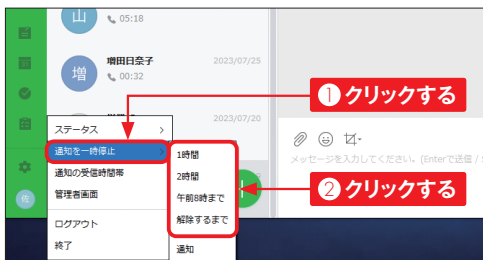 山
05:18
増
増田日奈子
2023/07/25
00:32
2023/07/20
①クリックする
ステータス
通知を一時停止
通知の受信時間帯
管理者画面
ログアウト
終了
1時間
2時間
午前8時まで
解除するまで
通知
メッセージを入力してください。(Enterで送信 / S
②クリックする
佐